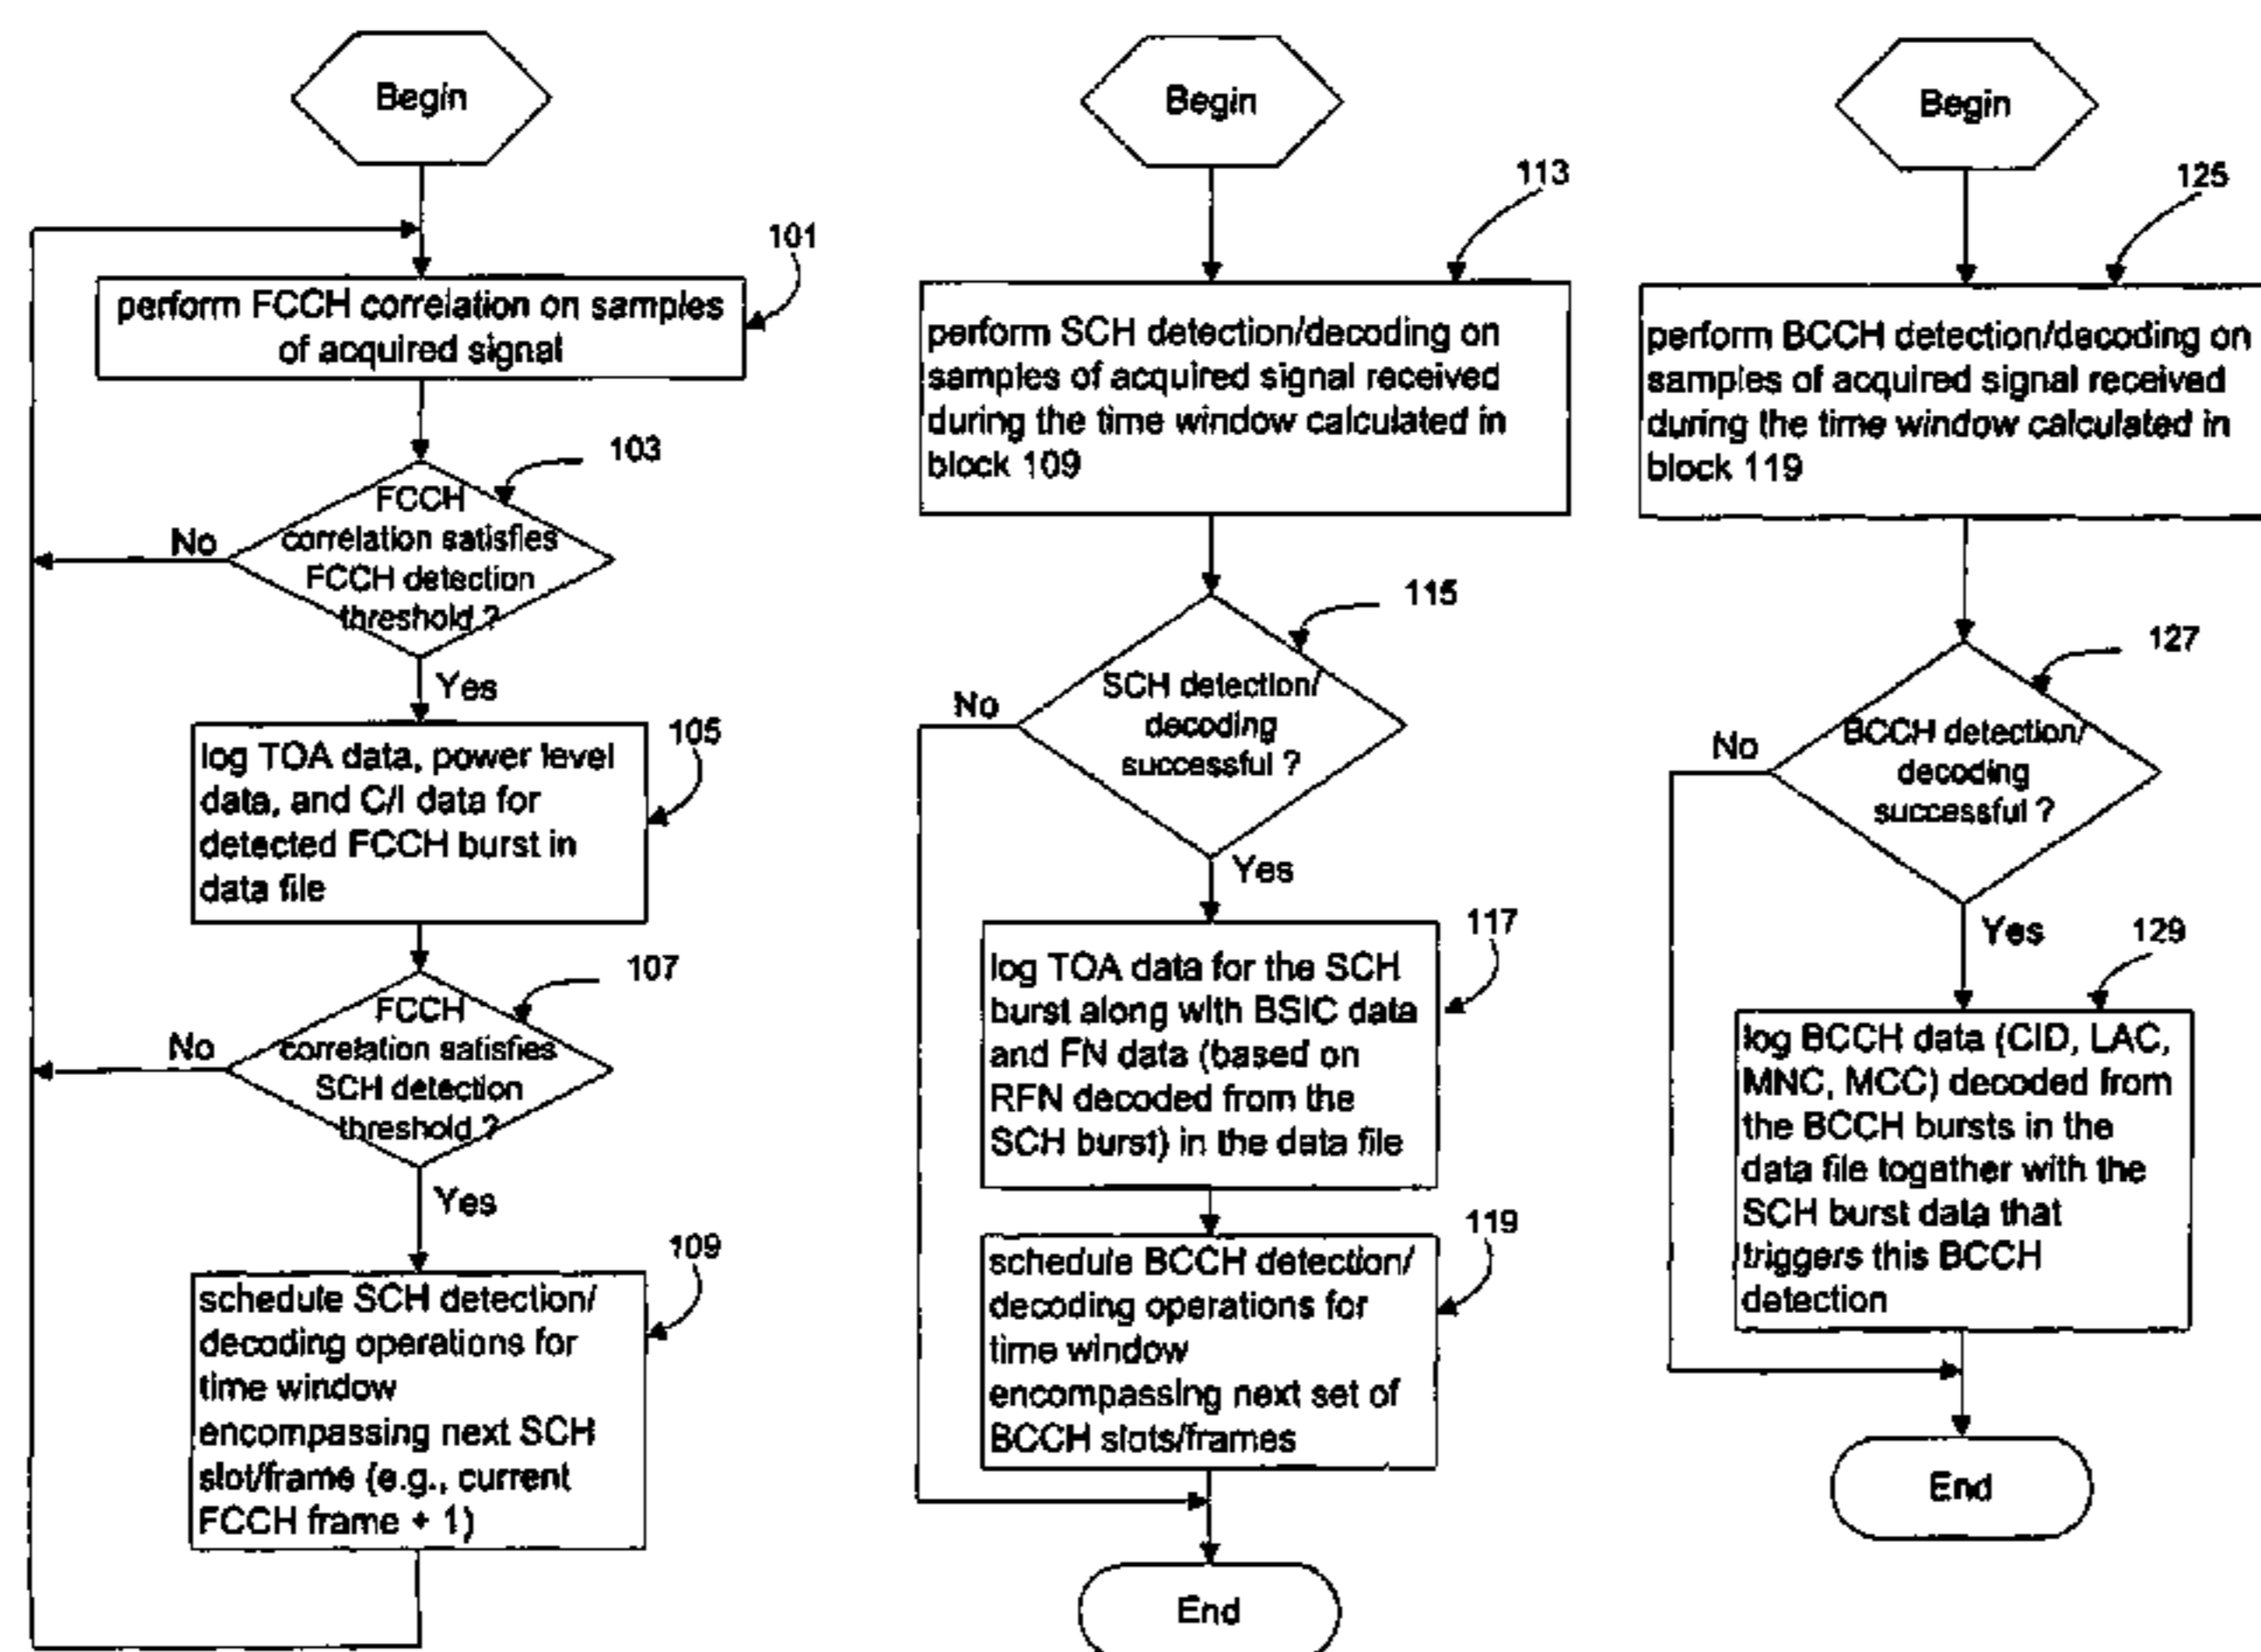 Begin
101
perform FCCH correlation on samples
of acquired signal
103
FCCH
correlation satisfies
FCCH detection
threshold ?
No
Yes
105
log TOA data, power level
data, and C/I data for
detected FCCH burst in
data file
107
FCCH
correlation satisfies
SCH detection
threshold ?
No
Yes
109
schedule SCH detection/
decoding operations for
time window
encompassing next SCH
slot/frame (e.g., current
FCCH frame + 1)
Begin
113
perform SCH detection/decoding on
samples of acquired signal received
during the time window calculated in
block 109
115
SCH detection/
decoding
successful ?
No
Yes
117
log TOA data for the SCH
burst along with BSIC data
and FN data (based on
RFN decoded from the
SCH burst) in the data file
119
schedule BCCH detection/
decoding operations for
time window
encompassing next set of
BCCH slots/frames
End
Begin
125
perform BCCH detection/decoding on
samples of acquired signal received
during the time window calculated in
block 119
127
BCCH detection/
decoding
successful ?
No
Yes
129
log BCCH data (CID, LAC,
MNC, MCC) decoded from
the BCCH bursts in the
data file together with the
SCH burst data that
triggers this BCCH
detection
End